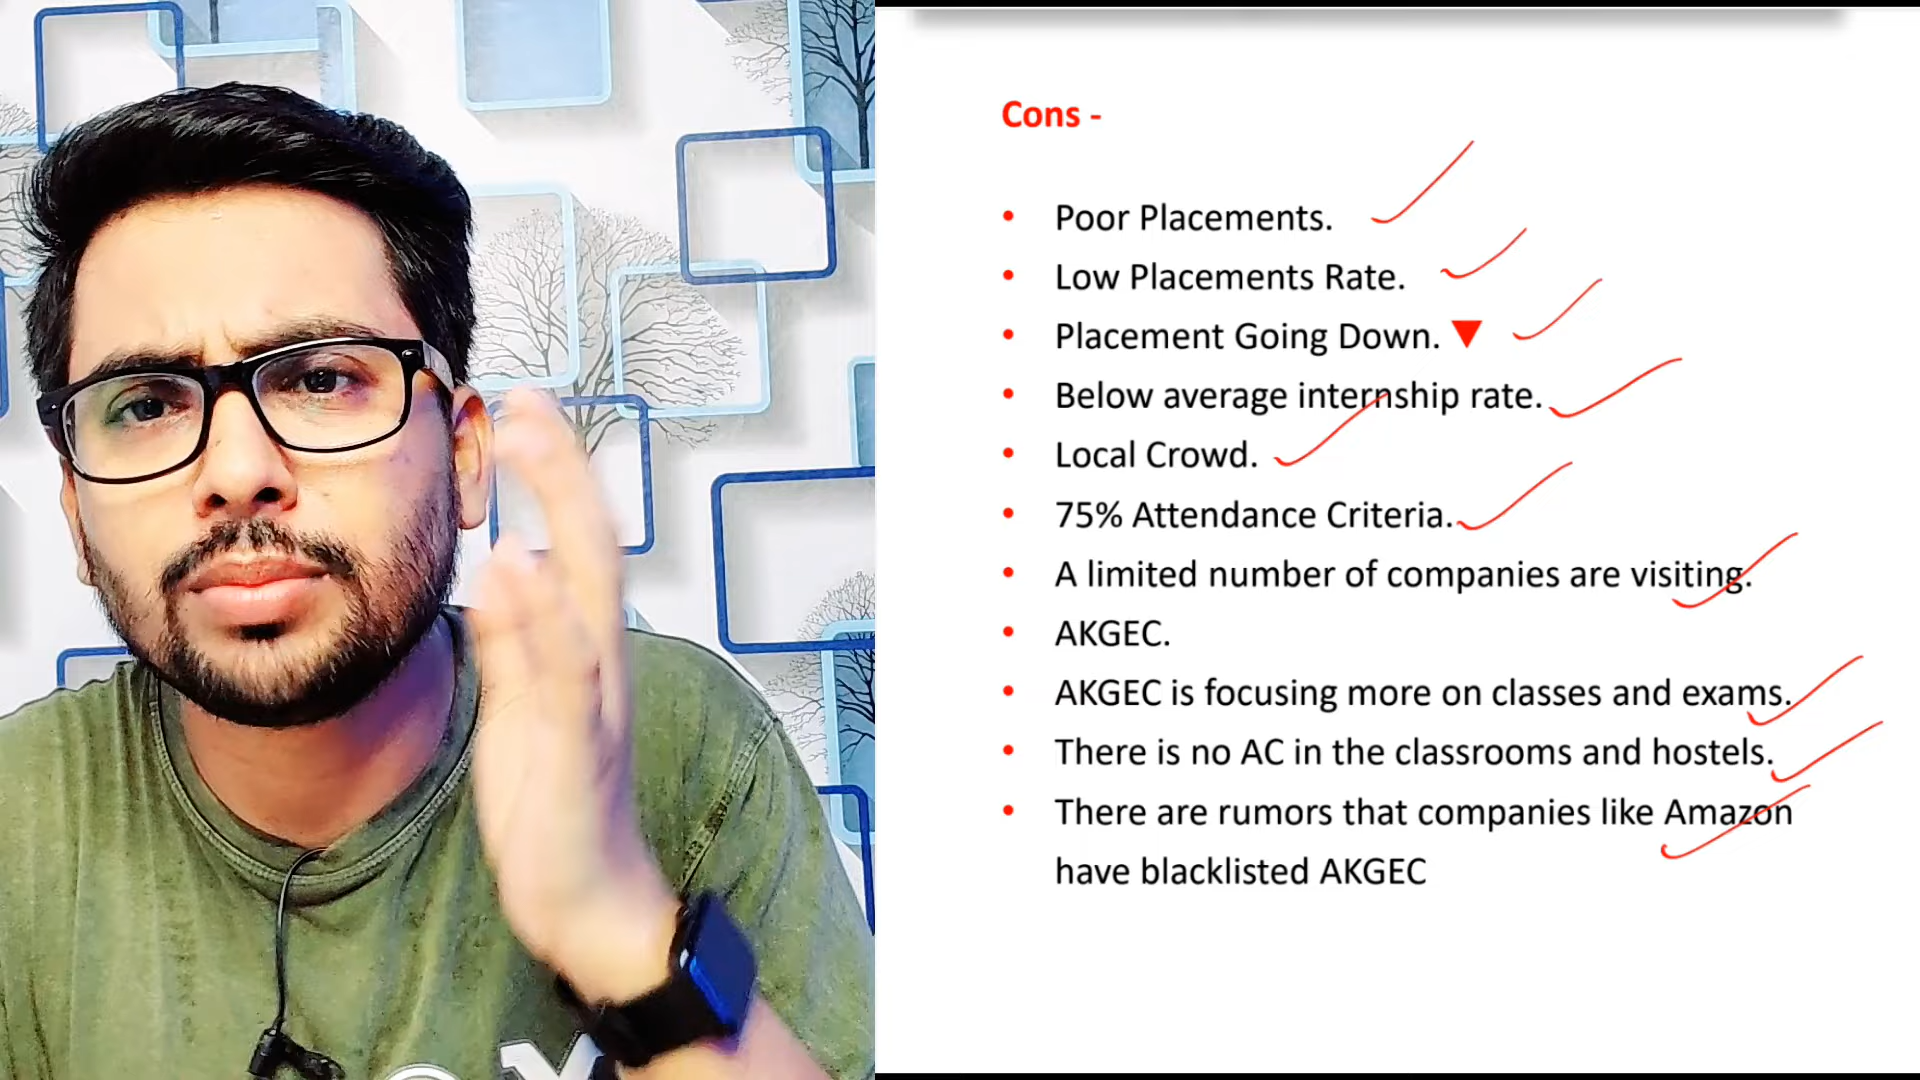 Cons -
• Poor Placements.
• Low Placements Rate.
• Placement Going Down. ▼
• Below average internship rate.
• Local Crowd.
• 75% Attendance Criteria.
• A limited number of companies are visiting.
• AKGEC.
• AKGEC is focusing more on classes and exams.
• There is no AC in the classrooms and hostels.
• There are rumors that companies like Amazon
have blacklisted AKGEC